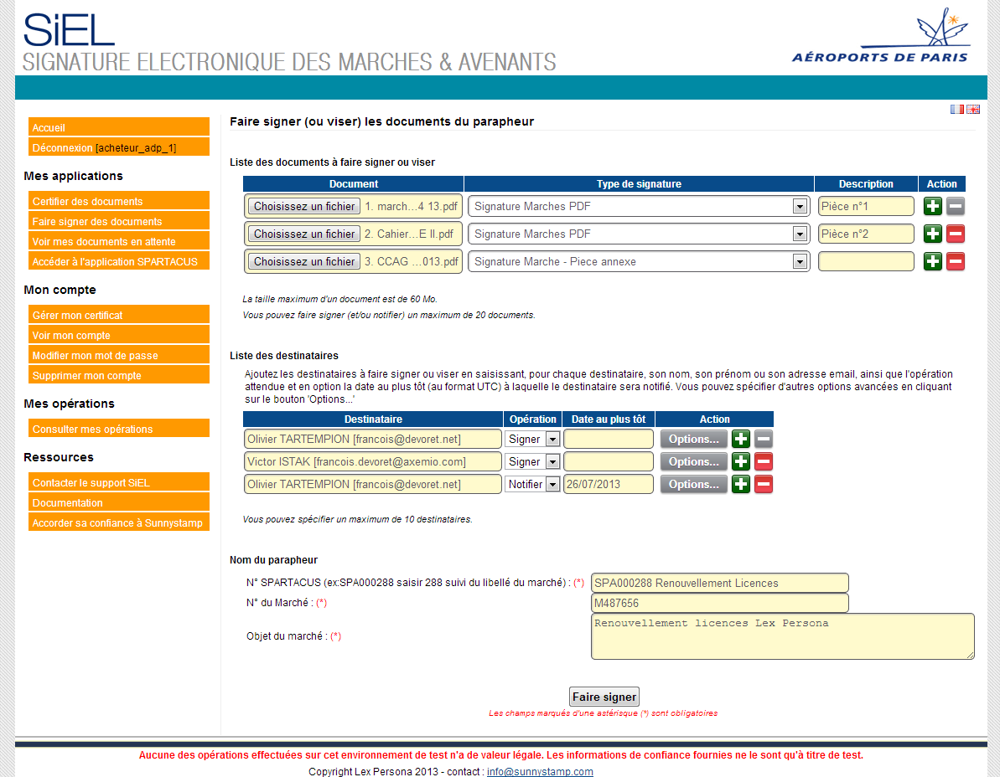 SiEL
SIGNATURE ELECTRONIQUE DES MARCHES & AVENANTS
AÉROPORTS DE PARIS
Accueil
Déconnexion [acheteur_adp_1]
Mes applications
Certifier des documents
Faire signer des documents
Voir mes documents en attente
Accéder à l'application SPARTACUS
Mon compte
Gérer mon certificat
Voir mon compte
Modifier mon mot de passe
Supprimer mon compte
Mes opérations
Consulter mes opérations
Ressources
Contacter le support SiEL
Documentation
Accorder sa confiance à Sunnystamp
Faire signer (ou viser) les documents du parapheur
Liste des documents à faire signer ou viser
Document Type de signature Description Action
Choisissez un fichier 1. march...4 13.pdf Signature Marches PDF Pièce n°1
Choisissez un fichier 2. Cahier...E II.pdf Signature Marches PDF Pièce n°2
Choisissez un fichier 3. CCAG ...013.pdf Signature Marche - Piece annexe
La taille maximum d'un document est de 60 Mo.
Vous pouvez faire signer (et/ou notifier) un maximum de 20 documents.
Liste des destinataires
Ajoutez les destinataires à faire signer ou viser en saisissant, pour chaque destinataire, son nom, son prénom ou son adresse email, ainsi que l'opération
attendue et en option la date au plus tôt (au format UTC) à laquelle le destinataire sera notifié. Vous pouvez spécifier d'autres options avancées en cliquant
sur le bouton 'Options...'
Destinataire Opération Date au plus tôt Action
Olivier TARTEMPION [francois@devoret.net] Signer Options...
Victor ISTAK [francois.devoret@axemio.com] Signer Options...
Olivier TARTEMPION [francois@devoret.net] Notifier 26/07/2013 Options...
Vous pouvez spécifier un maximum de 10 destinataires.
Nom du parapheur
N° SPARTACUS (ex:SPA000288 saisir 288 suivi du libellé du marché) : (*) SPA000288 Renouvellement Licences
N° du Marché : (*) M487656
Objet du marché : (*) Renouvellement licences Lex Persona
Faire signer
Les champs marqués d'une astérisque (*) sont obligatoires
Aucune des opérations effectuées sur cet environnement de test n'a de valeur légale. Les informations de confiance fournies ne le sont qu'à titre de test.
Copyright Lex Persona 2013 - contact : info@sunnystamp.com